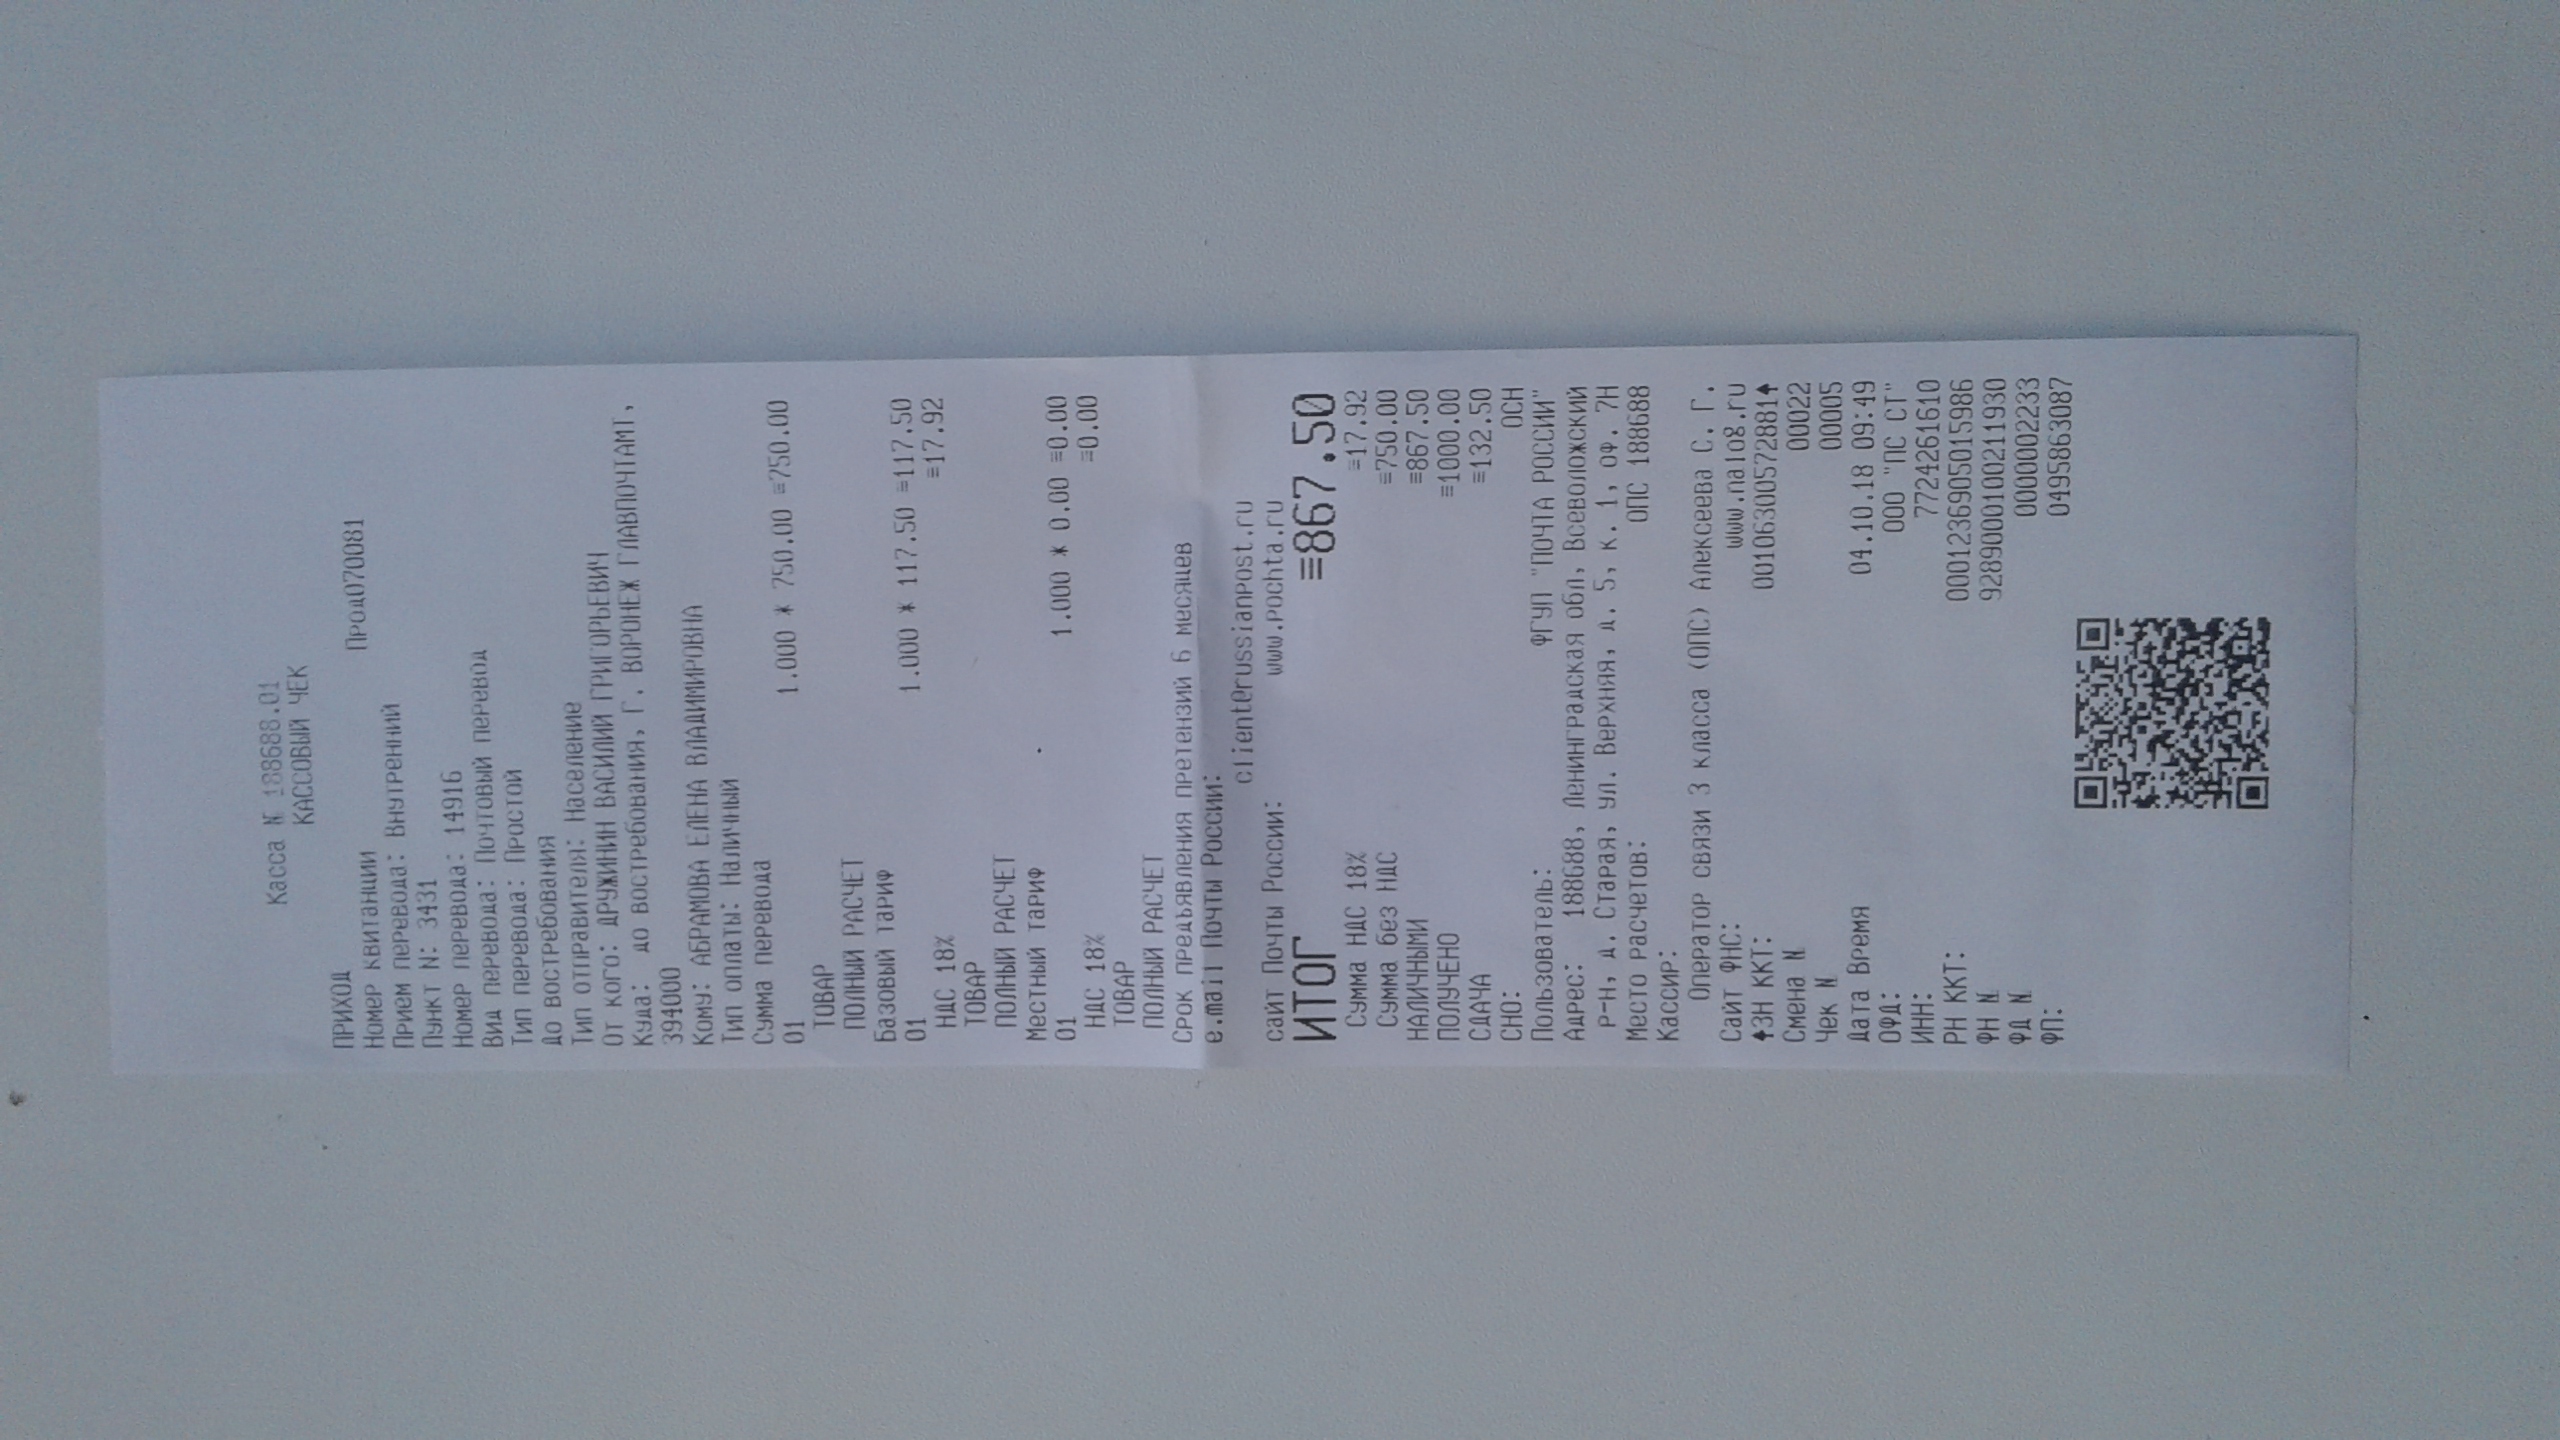 Касса № 188688.01
КАССОВЫЙ ЧЕК
ПРИХОД
Номер квитанции Прод070081
Прием перевода: Внутренний
Пункт N: 3431
Номер перевода: 14916
Вид перевода: Почтовый перевод
Тип перевода: Простой
До востребования
Тип отправителя: Население
От кого: ДРУЖИНИН ВАСИЛИЙ ГРИГОРЬЕВИЧ
Куда: до востребования, Г. ВОРОНЕЖ ГЛАВПОЧТАМТ,
394000
Кому: АБРАМОВА ЕЛЕНА ВЛАДИМИРОВНА
Тип оплаты: Наличный
Сумма перевода
01 1.000 * 750.00 ≡750.00
ТОВАР
ПОЛНЫЙ РАСЧЕТ
Базовый тариф
01 1.000 * 117.50 ≡117.50
НДС 18% ≡17.92
ТОВАР
ПОЛНЫЙ РАСЧЕТ
Местный тариф
01 1.000 * 0.00 ≡0.00
НДС 18% ≡0.00
ТОВАР
ПОЛНЫЙ РАСЧЕТ
Срок предъявления претензий 6 месяцев
e.mail Почты России:
client@russianpost.ru
сайт Почты России: www.pochta.ru
ИТОГ ≡867.50
Сумма НДС 18% ≡17.92
Сумма без НДС ≡750.00
НАЛИЧНЫМИ ≡867.50
ПОЛУЧЕНО ≡1000.00
СДАЧА ≡132.50
СНО: ОСН
Пользователь: ФГУП "ПОЧТА РОССИИ"
Адрес: 188688, Ленинградская обл, Всеволожский
р-н, д. Старая, ул. Верхняя, д. 5, к. 1, оф. 7Н
Место расчетов: ОПС 188688
Кассир:
Оператор связи 3 класса (ОПС) Алексеева С. Г.
Сайт ФНС: www.nalog.ru
↑ЗН ККТ: 00106300572881↑
Смена № 00022
Чек № 00005
Дата Время 04.10.18 09:49
ОФД: ООО "ПС СТ"
ИНН: 7724261610
РН ККТ: 0001236905015986
ФН № 9289000100211930
ФД № 0000002233
ФП: 0495863087